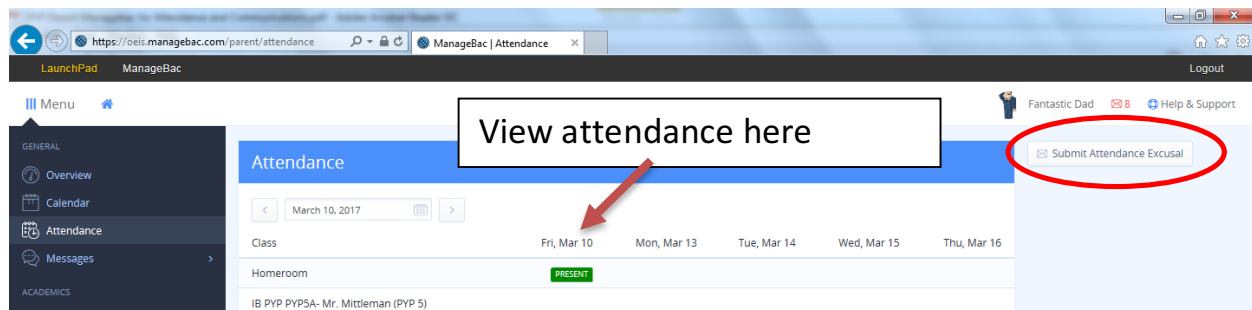 https://oeis.managebac.com/parent/attendance
ManageBac | Attendance
LaunchPad ManageBac Logout
Menu Fantastic Dad 8 Help & Support
View attendance here
GENERAL
Attendance
Submit Attendance Excusal
Overview
Calendar
March 10, 2017
Attendance
Class Fri, Mar 10 Mon, Mar 13 Tue, Mar 14 Wed, Mar 15 Thu, Mar 16
Messages
Homeroom PRESENT
ACADEMICS
IB PYP PYP5A- Mr. Mittleman (PYP 5)